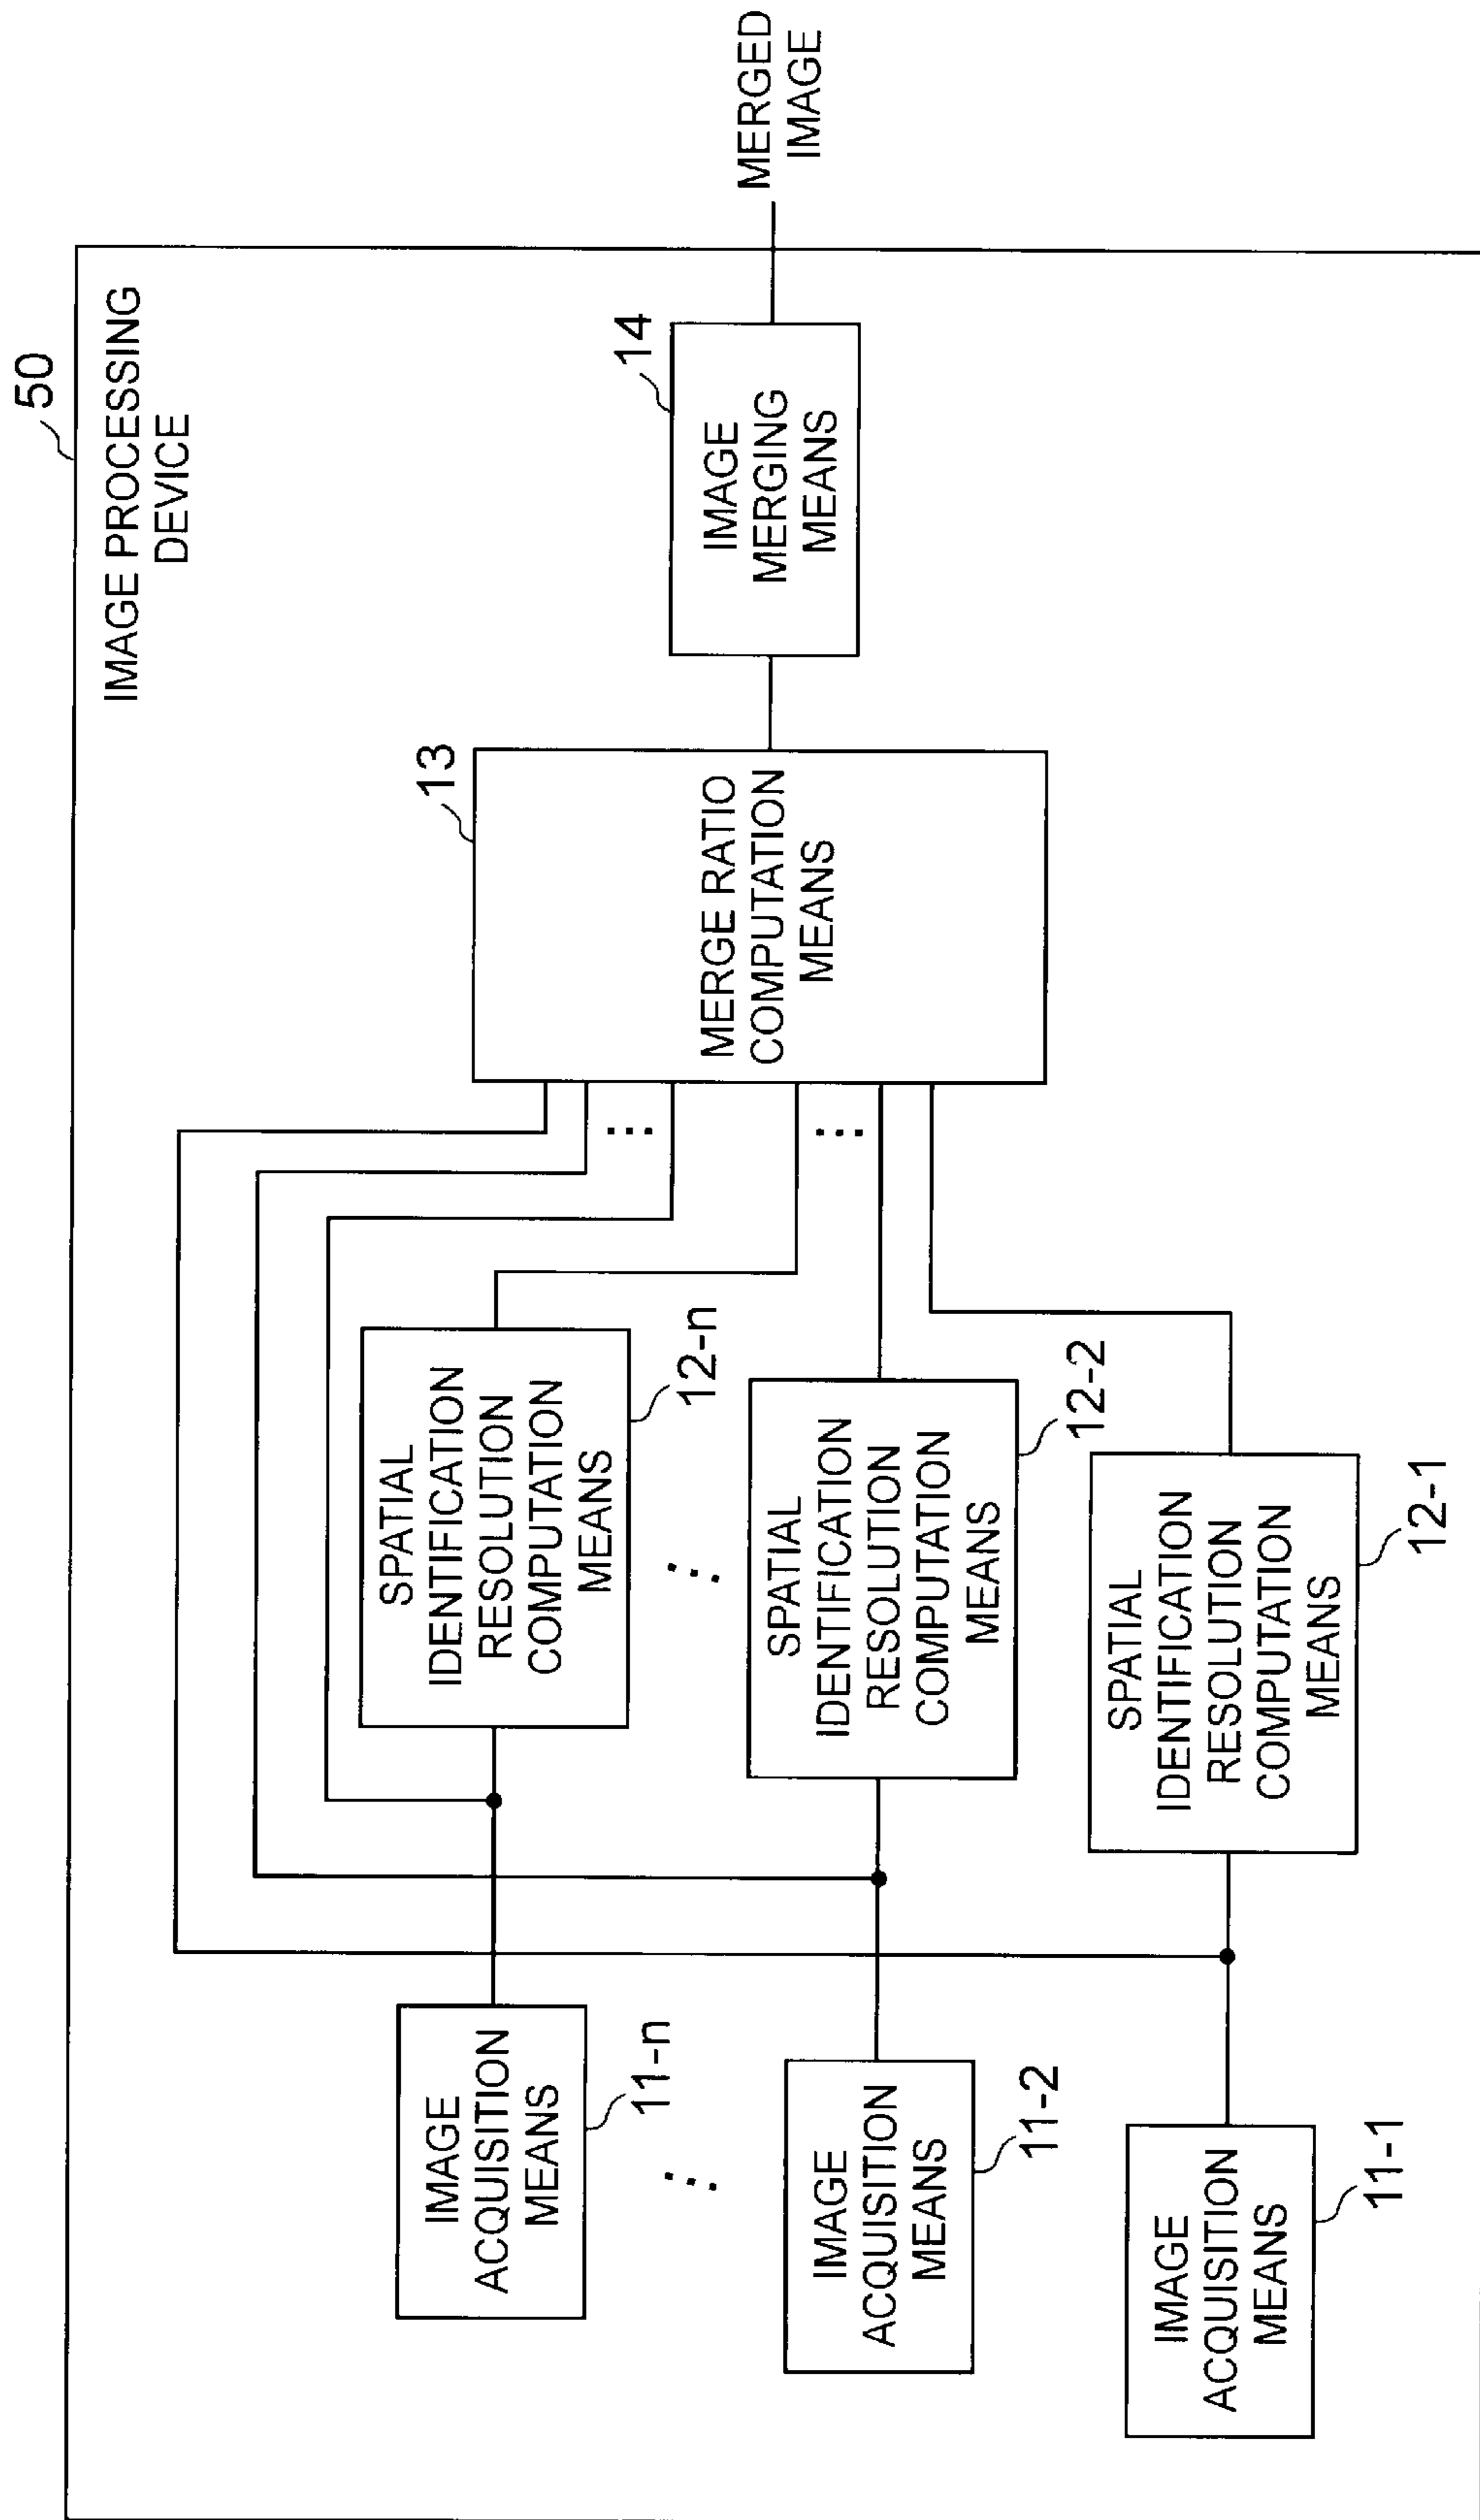 50
IMAGE PROCESSING
DEVICE
IMAGE
ACQUISITION
MEANS
11-n
SPATIAL
IDENTIFICATION
RESOLUTION
COMPUTATION
MEANS
12-n
IMAGE
ACQUISITION
MEANS
11-2
SPATIAL
IDENTIFICATION
RESOLUTION
COMPUTATION
MEANS
12-2
IMAGE
ACQUISITION
MEANS
11-1
SPATIAL
IDENTIFICATION
RESOLUTION
COMPUTATION
MEANS
12-1
13
MERGE RATIO
COMPUTATION
MEANS
14
IMAGE
MERGING
MEANS
MERGED
IMAGE